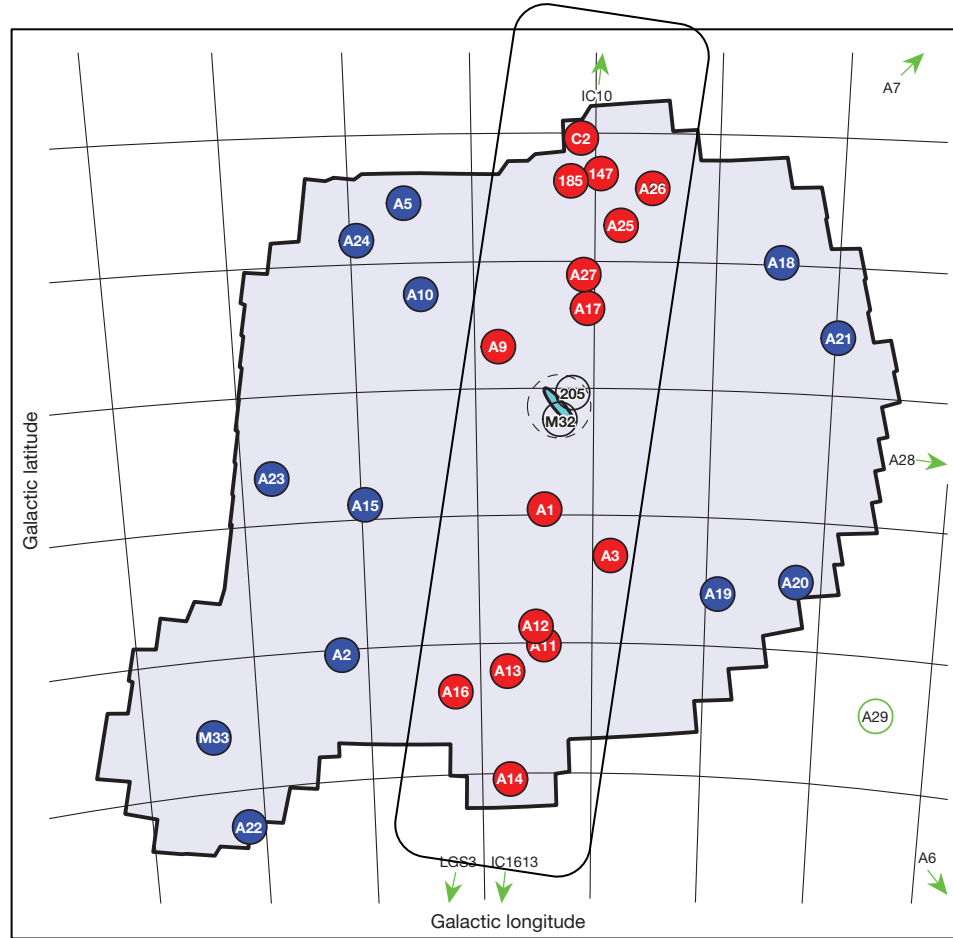 A7
IC10
C2
185
147
A26
A5
A25
A24
A18
A27
A10
A17
A21
A9
205
M32
A28
A23
A15
A1
A3
A20
A19
A12
A11
A2
A13
A16
A29
M33
A14
A22
LGS3
IC1613
A6
Galactic latitude
Galactic longitude